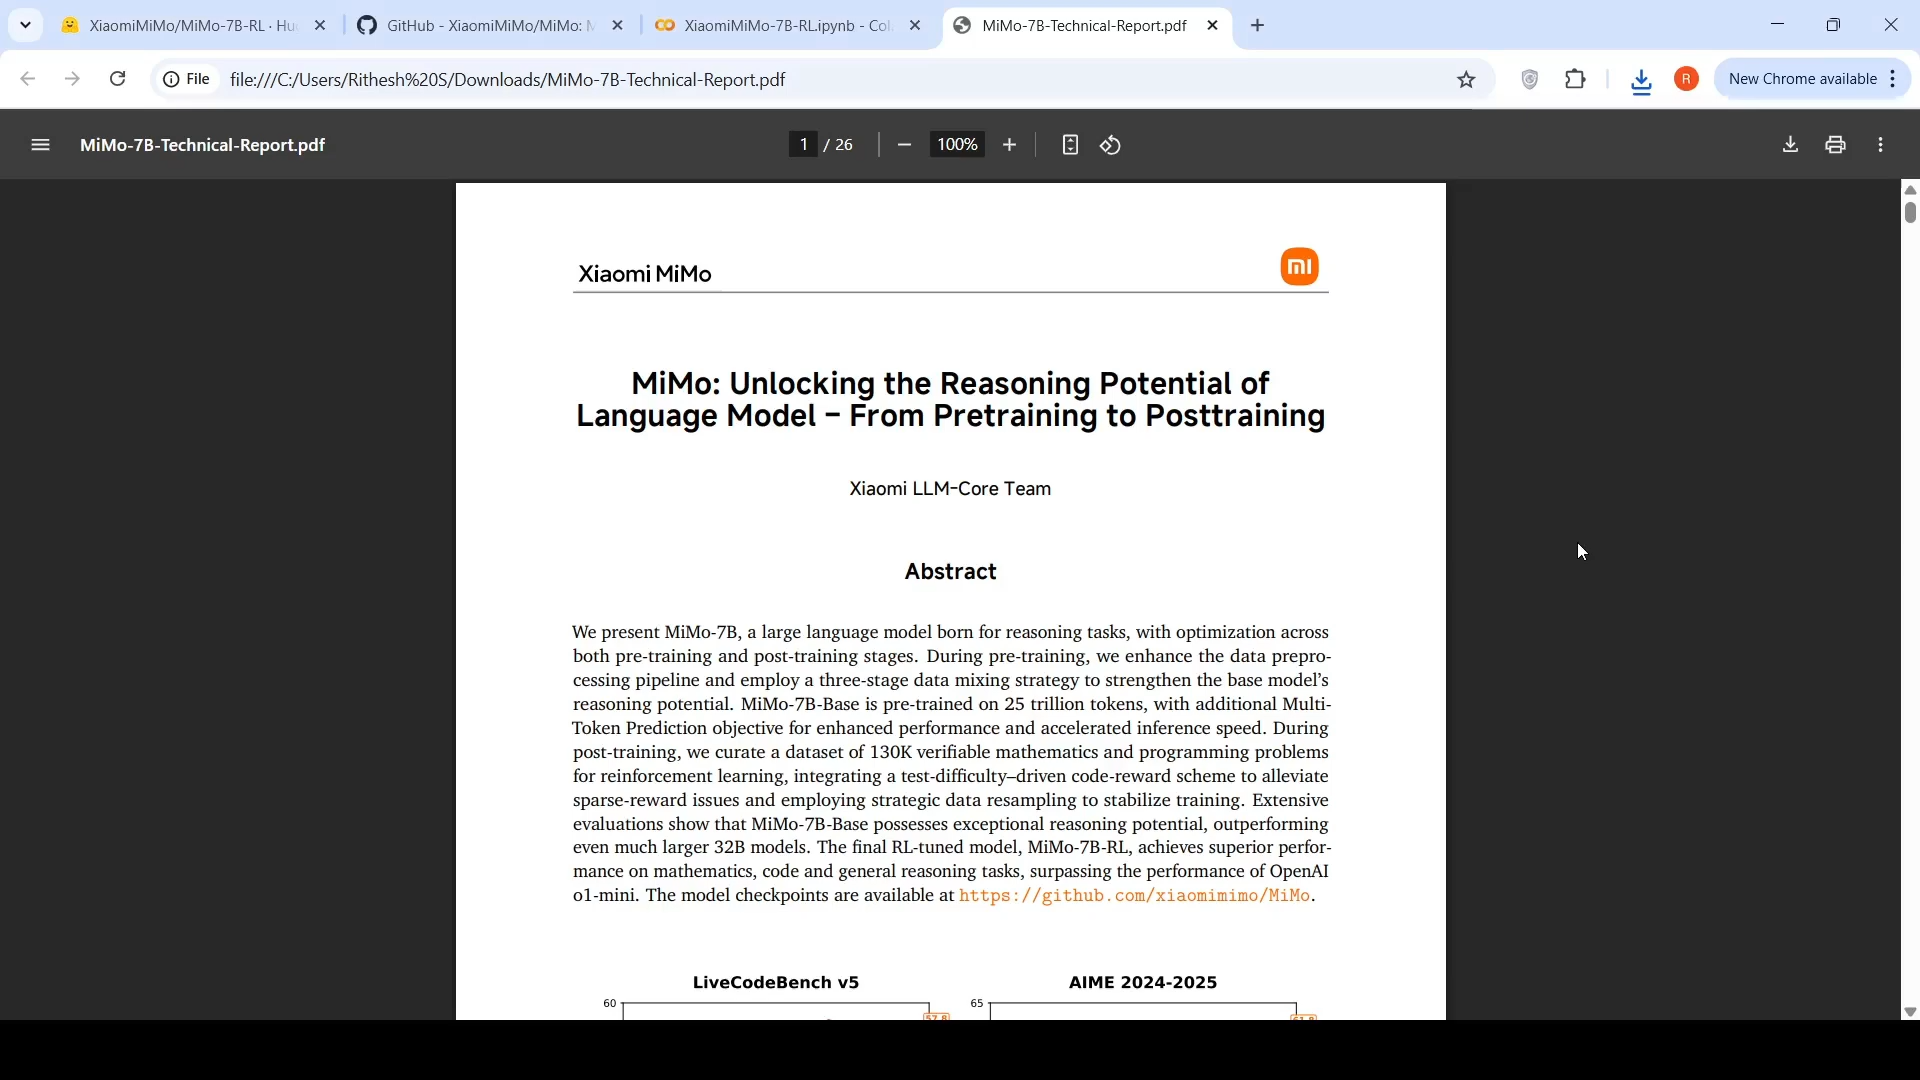 XiaomiMiMo/MiMo-7B-RL · Hu
GitHub - XiaomiMiMo/MiMo: M
XiaomiMiMo-7B-RL.ipynb - Col
MiMo-7B-Technical-Report.pdf
File
file:///C:/Users/Rithesh%20S/Downloads/MiMo-7B-Technical-Report.pdf
R
New Chrome available
MiMo-7B-Technical-Report.pdf
1 / 26
100%
Xiaomi MiMo
mi
MiMo: Unlocking the Reasoning Potential of
Language Model – From Pretraining to Posttraining
Xiaomi LLM-Core Team
Abstract
We present MiMo-7B, a large language model born for reasoning tasks, with optimization across
both pre-training and post-training stages. During pre-training, we enhance the data prepro-
cessing pipeline and employ a three-stage data mixing strategy to strengthen the base model's
reasoning potential. MiMo-7B-Base is pre-trained on 25 trillion tokens, with additional Multi-
Token Prediction objective for enhanced performance and accelerated inference speed. During
post-training, we curate a dataset of 130K verifiable mathematics and programming problems
for reinforcement learning, integrating a test-difficulty–driven code-reward scheme to alleviate
sparse-reward issues and employing strategic data resampling to stabilize training. Extensive
evaluations show that MiMo-7B-Base possesses exceptional reasoning potential, outperforming
even much larger 32B models. The final RL-tuned model, MiMo-7B-RL, achieves superior perfor-
mance on mathematics, code and general reasoning tasks, surpassing the performance of OpenAI
o1-mini. The model checkpoints are available at https://github.com/xiaomimimo/MiMo.
LiveCodeBench v5
AIME 2024-2025
60
65
57.8